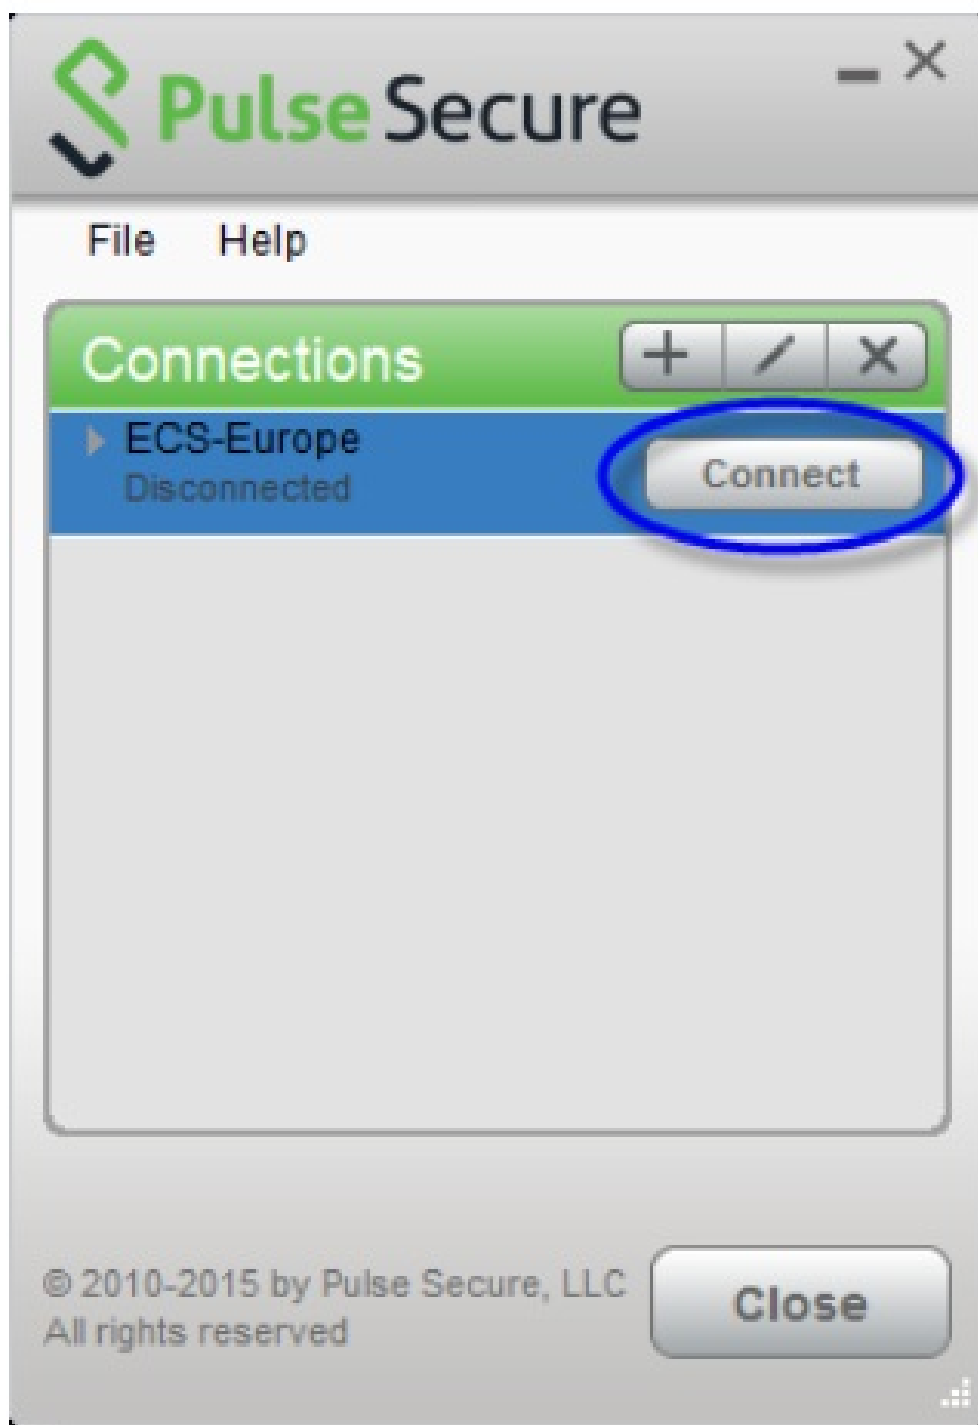 Pulse Secure
File Help
Connections
ECS-Europe
Disconnected
Connect
© 2010-2015 by Pulse Secure, LLC
All rights reserved
Close